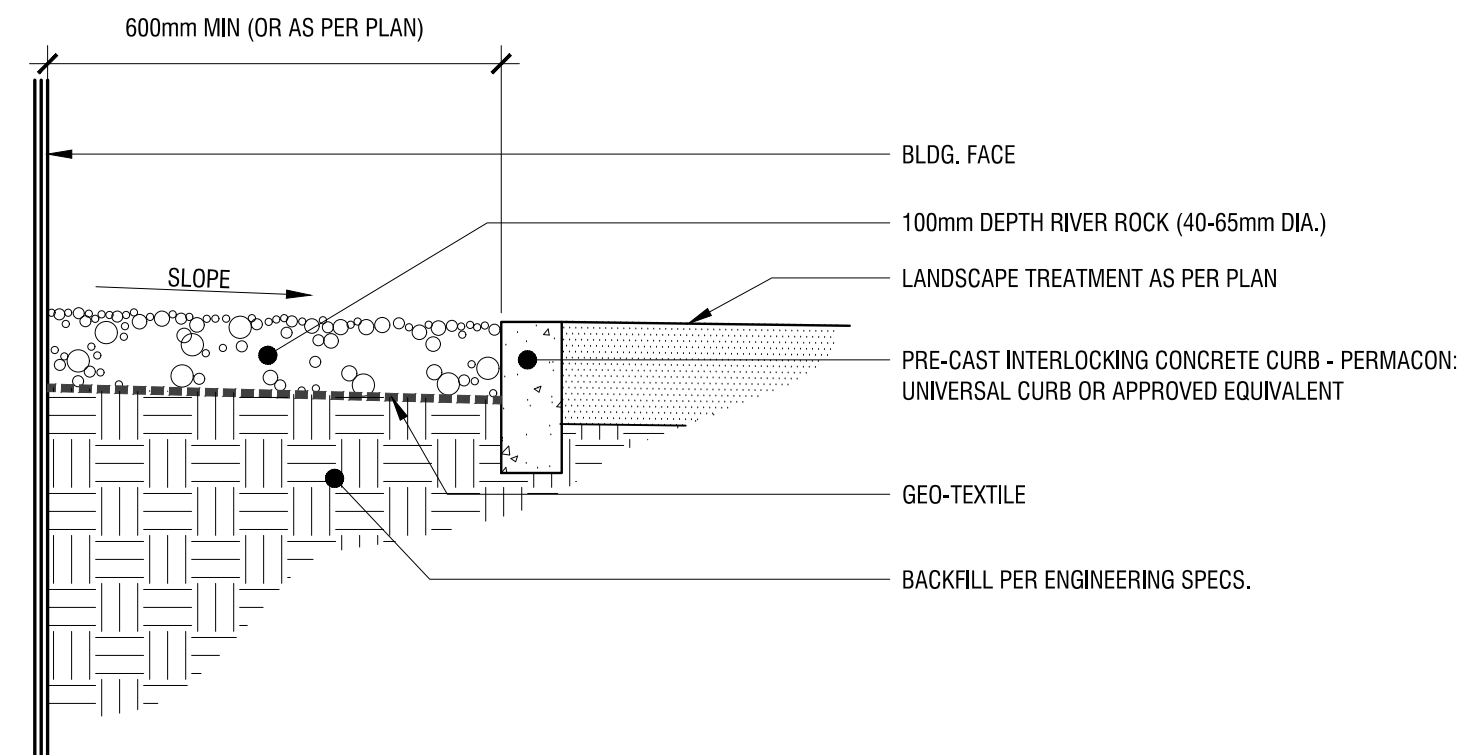 600mm MIN (OR AS PER PLAN)
BLDG. FACE
100mm DEPTH RIVER ROCK (40-65mm DIA.)
SLOPE
LANDSCAPE TREATMENT AS PER PLAN
PRE-CAST INTERLOCKING CONCRETE CURB - PERMACON:
UNIVERSAL CURB OR APPROVED EQUIVALENT
GEO-TEXTILE
BACKFILL PER ENGINEERING SPECS.